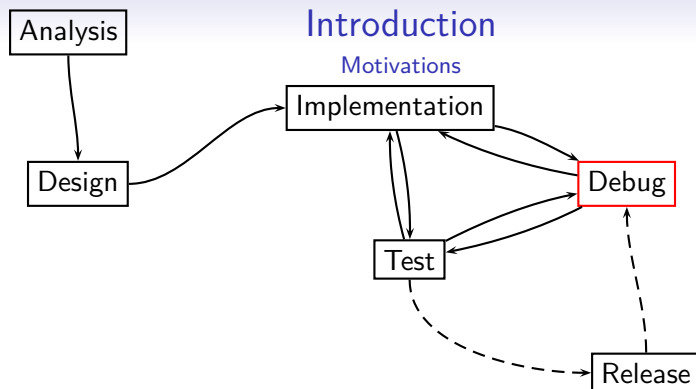 Introduction
Motivations
Analysis
Implementation
Design
Debug
Test
Release